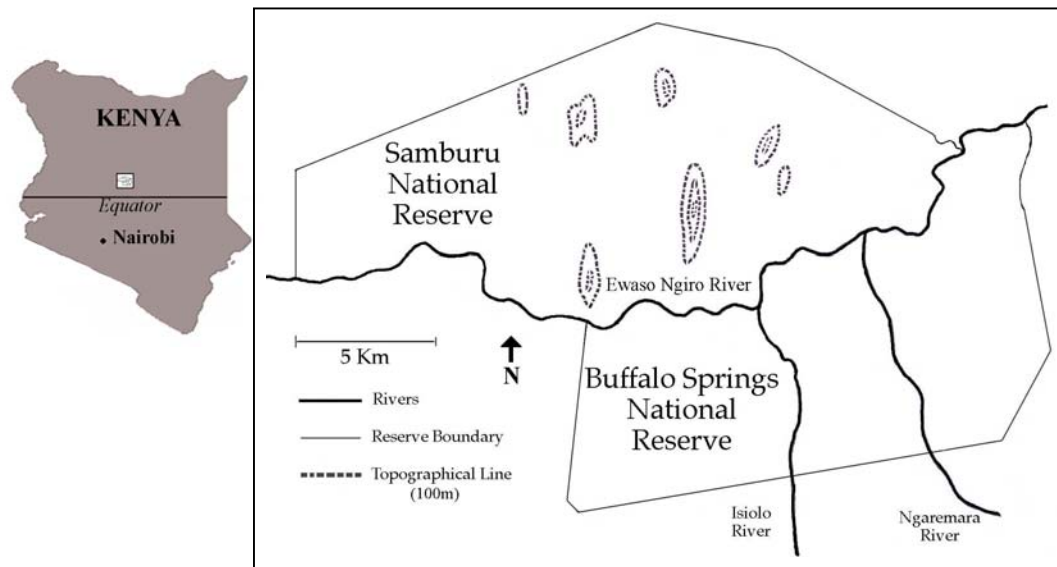 KENYA
Equator
Nairobi
Samburu
National
Reserve
Ewaso Ngiro River
5 Km
N
Buffalo Springs
National
Reserve
Rivers
Reserve Boundary
Topographical Line
(100m)
Isiolo
River
Ngaremara
River